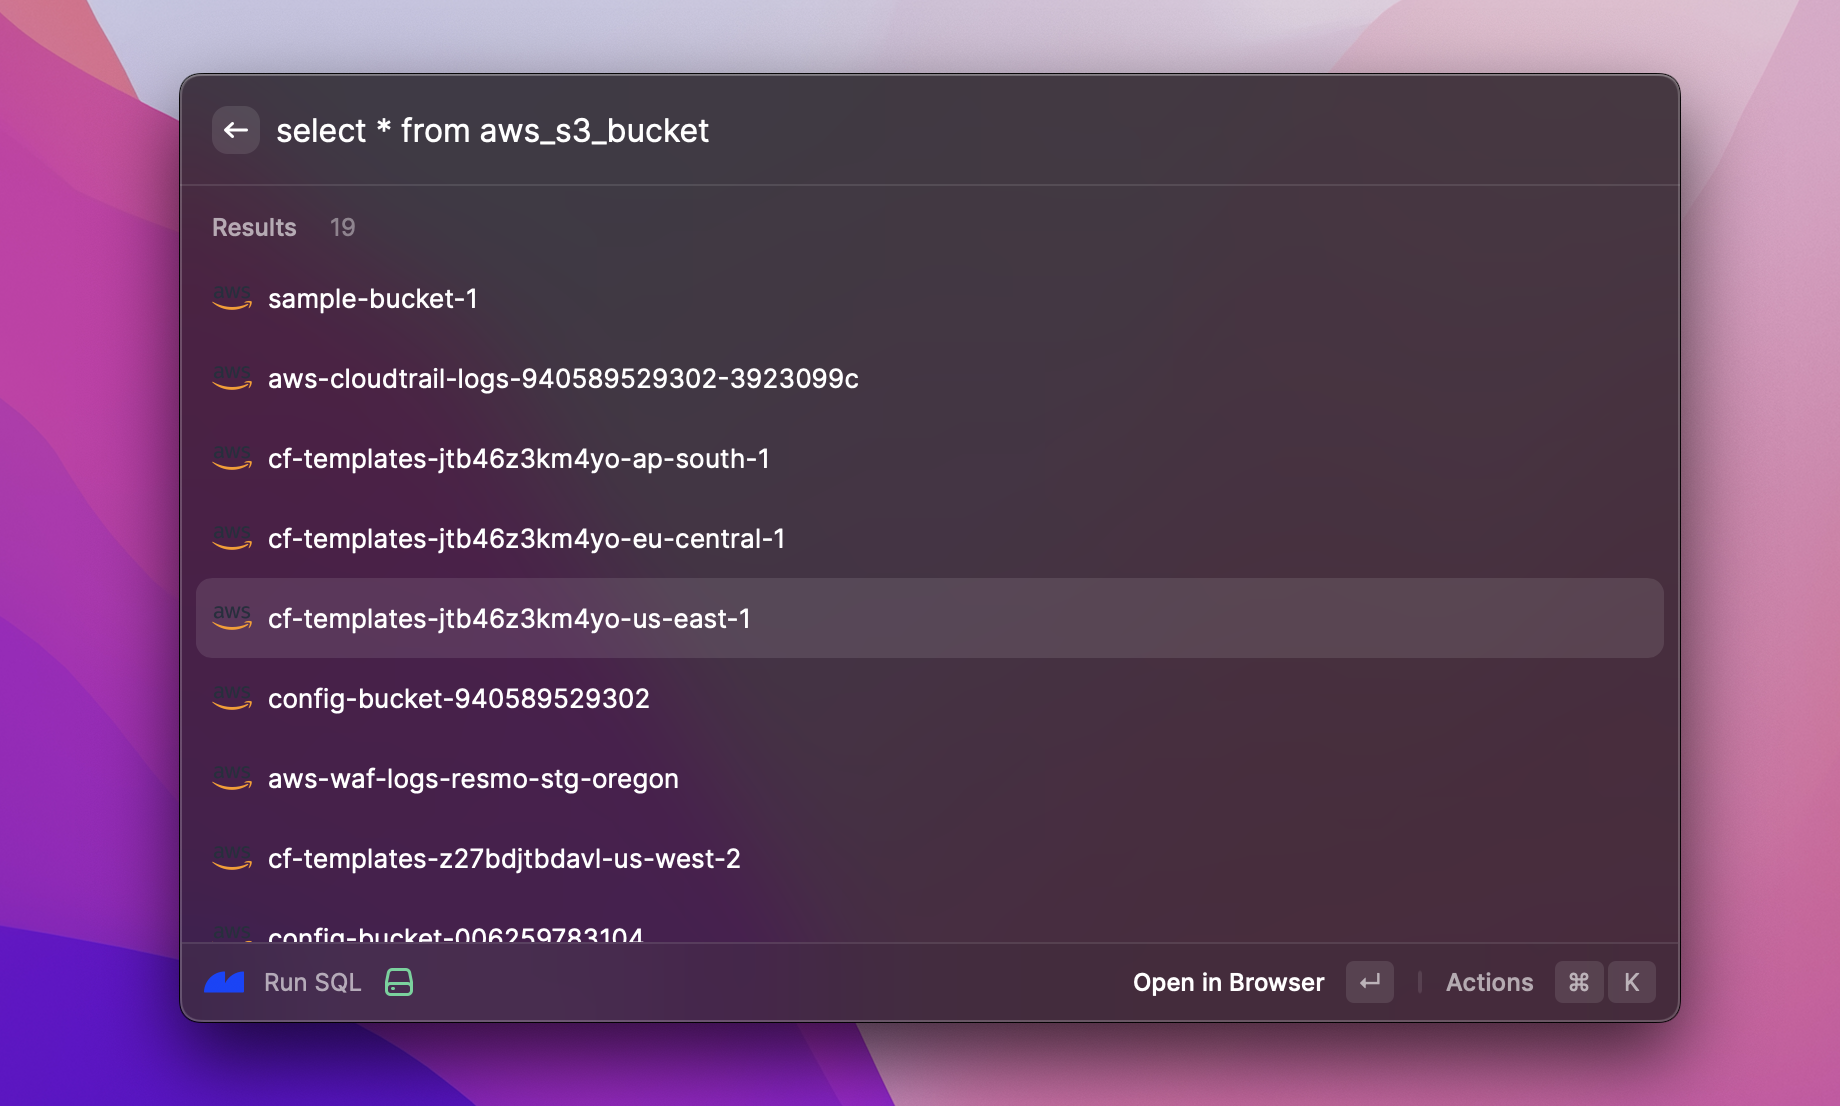 select * from aws_s3_bucket
Results 19
aws sample-bucket-1
aws aws-cloudtrail-logs-940589529302-3923099c
aws cf-templates-jtb46z3km4yo-ap-south-1
aws cf-templates-jtb46z3km4yo-eu-central-1
aws cf-templates-jtb46z3km4yo-us-east-1
aws config-bucket-940589529302
aws aws-waf-logs-resmo-stg-oregon
aws cf-templates-z27bdjtbdavl-us-west-2
aws config-bucket-006259783104
Run SQL Open in Browser ↵ Actions ⌘ K